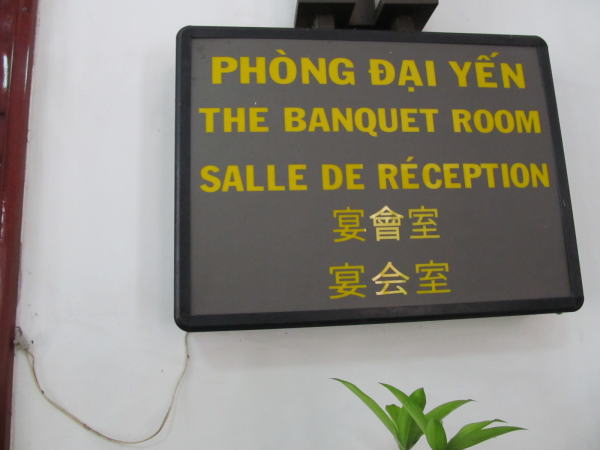 PHÒNG ĐẠI YẾN
THE BANQUET ROOM
SALLE DE RÉCEPTION
宴會室
宴会室